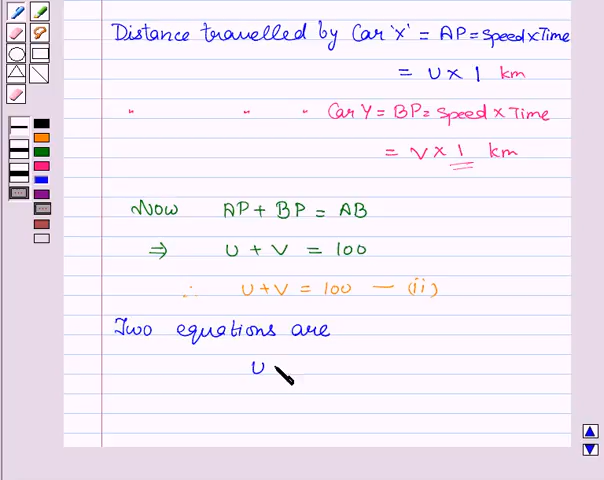 Distance travelled by Car 'X' = AP = Speed x Time
= U x 1 km
" " " Car Y = BP = Speed x Time
= V x 1 km
Now AP + BP = AB
⇒ U + V = 100
∴ U + V = 100 — (ii)
Two equations are
U